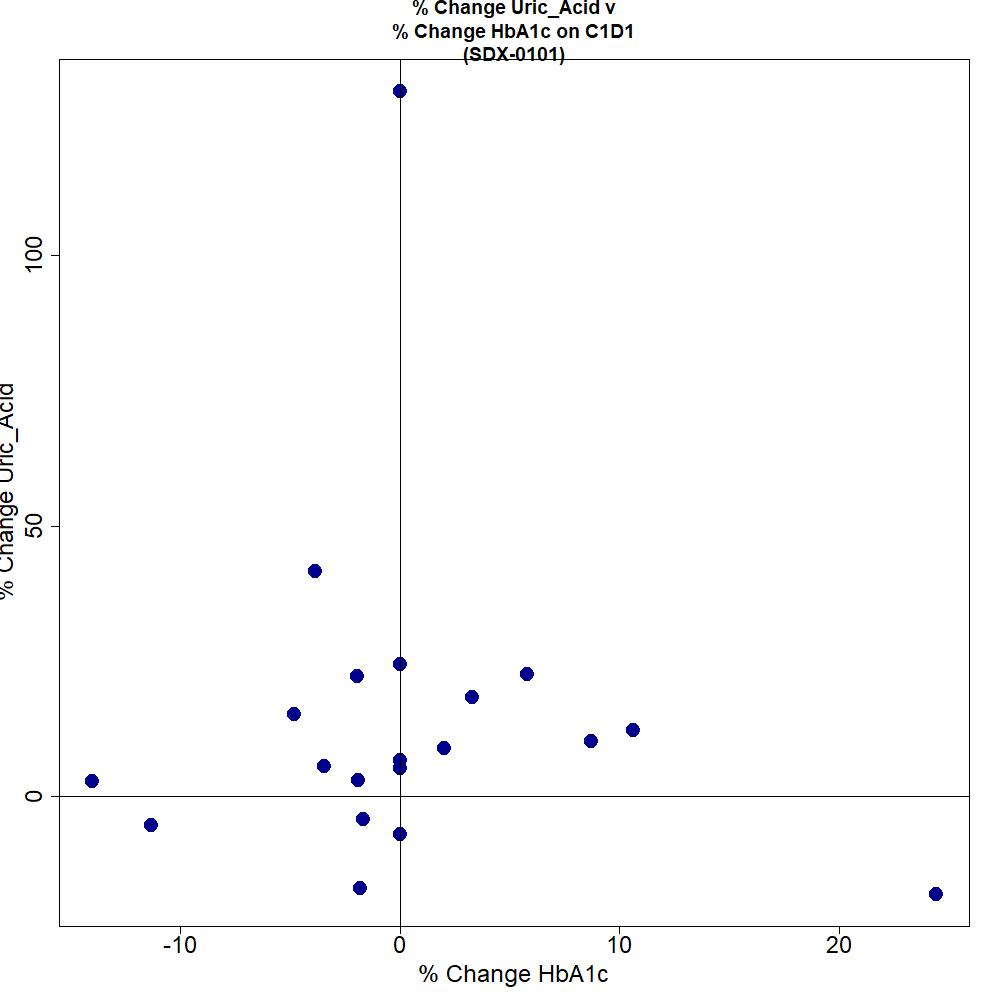 % Change Uric_Acid v
% Change HbA1c on C1D1
(SDX-0101)
% Change Uric_Acid
100
50
0
-10
0
10
20
% Change HbA1c